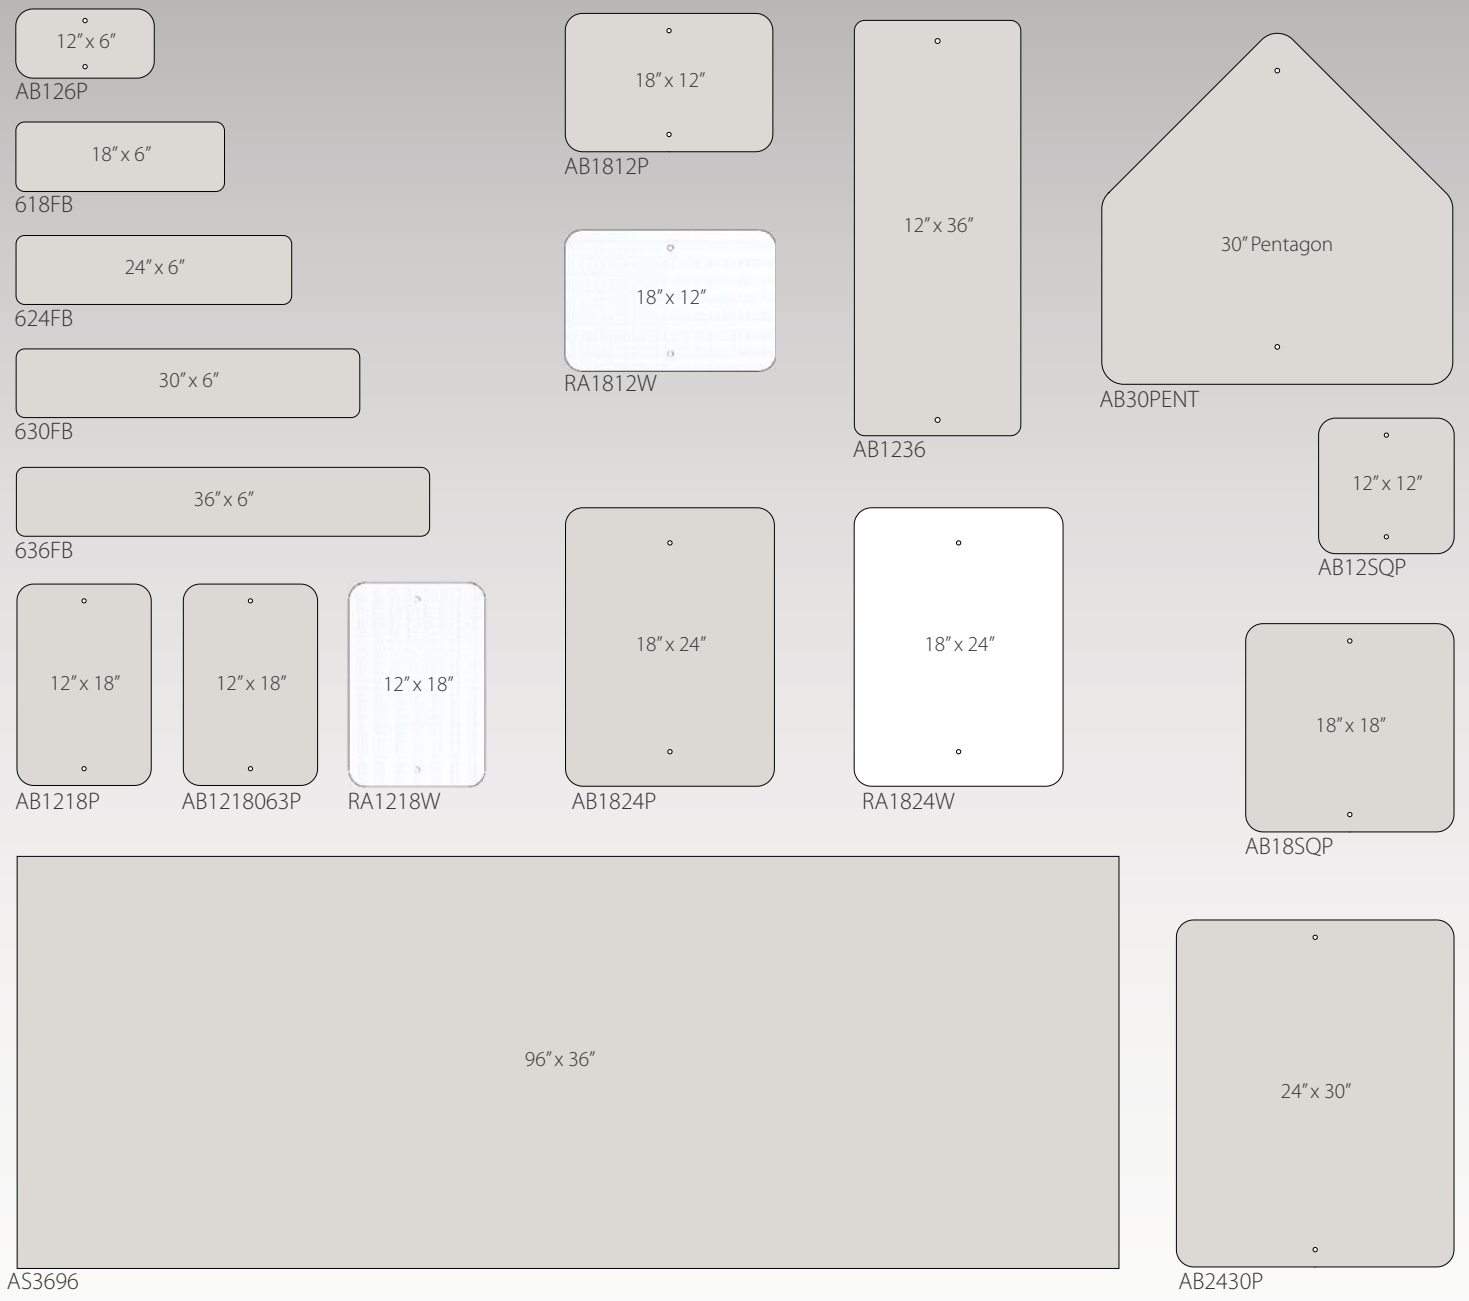 12” x 6”
AB126P
18” x 6”
618FB
24” x 6”
624FB
30” x 6”
630FB
36” x 6”
636FB
12” x 18”
AB1218P
12” x 18”
AB1218063P
12” x 18”
RA1218W
18” x 12”
AB1812P
18” x 12”
RA1812W
12” x 36”
AB1236
30” Pentagon
AB30PENT
12” x 12”
AB12SQP
18” x 24”
AB1824P
18” x 24”
RA1824W
18” x 18”
AB18SQP
96” x 36”
AS3696
24” x 30”
AB2430P